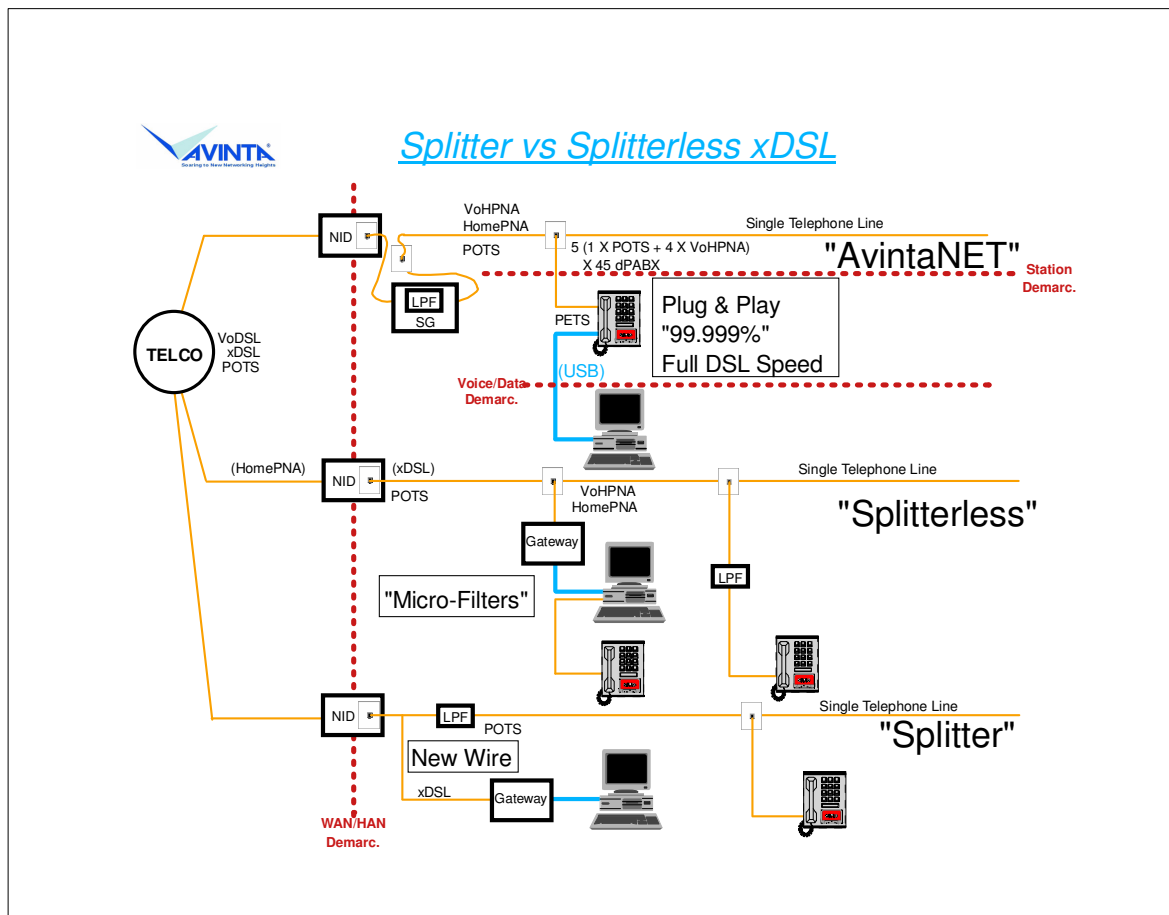 AVINTA®
Soaring to New Networking Heights
Splitter vs Splitterless xDSL
NID
VoHPNA
HomePNA
POTS
Single Telephone Line
5 (1 X POTS + 4 X VoHPNA)
X 45 dPABX
"AvintaNET"
Station
Demarc.
LPF
SG
PETS
Plug & Play
"99.999%"
Full DSL Speed
TELCO
VoDSL
xDSL
POTS
(USB)
Voice/Data
Demarc.
(HomePNA)
NID
(xDSL)
POTS
VoHPNA
HomePNA
Single Telephone Line
"Splitterless"
Gateway
LPF
"Micro-Filters"
NID
LPF
POTS
Single Telephone Line
"Splitter"
New Wire
xDSL
Gateway
WAN/HAN
Demarc.